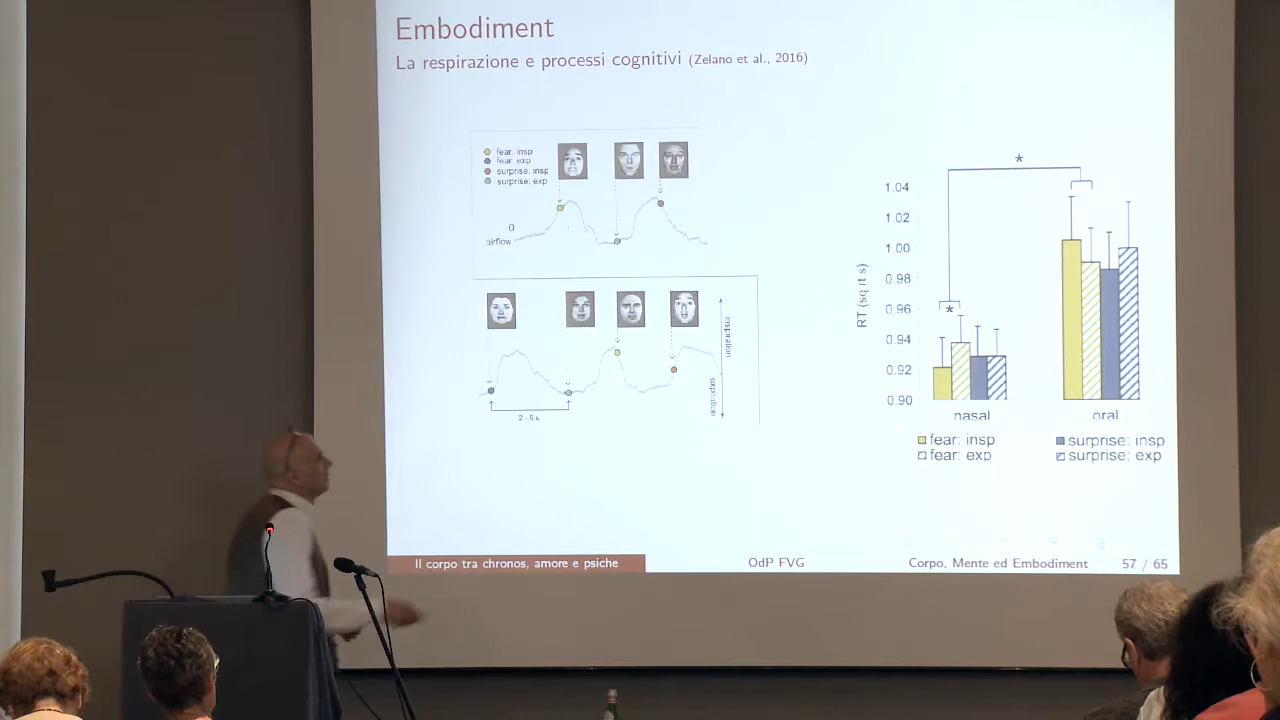 Embodiment
La respirazione e processi cognitivi (Zelano et al., 2016)
fear: insp
fear: exp
surprise: insp
surprise: exp
0
airflow
2 - 5 s
inspiration
expiration
*
*
1.04
1.02
1.00
0.98
0.96
0.94
0.92
0.90
RT (sq rt s)
nasal
oral
fear: insp
fear: exp
surprise: insp
surprise: exp
Il corpo tra chronos, amore e psiche
OdP FVG
Corpo, Mente ed Embodiment
57 / 65